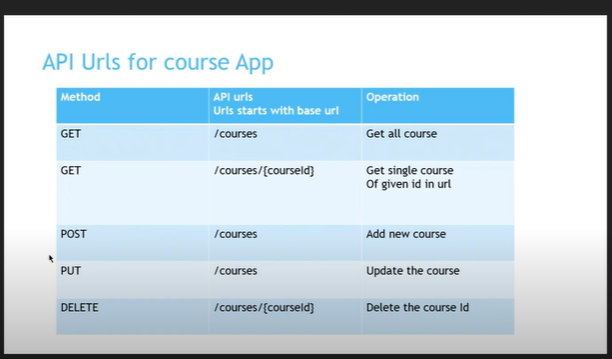 API Urls for course App
Method
API urls
Urls starts with base url
Operation
GET
/courses
Get all course
GET
/courses/{courseId}
Get single course
Of given id in url
POST
/courses
Add new course
PUT
/courses
Update the course
DELETE
/courses/{courseId}
Delete the course Id